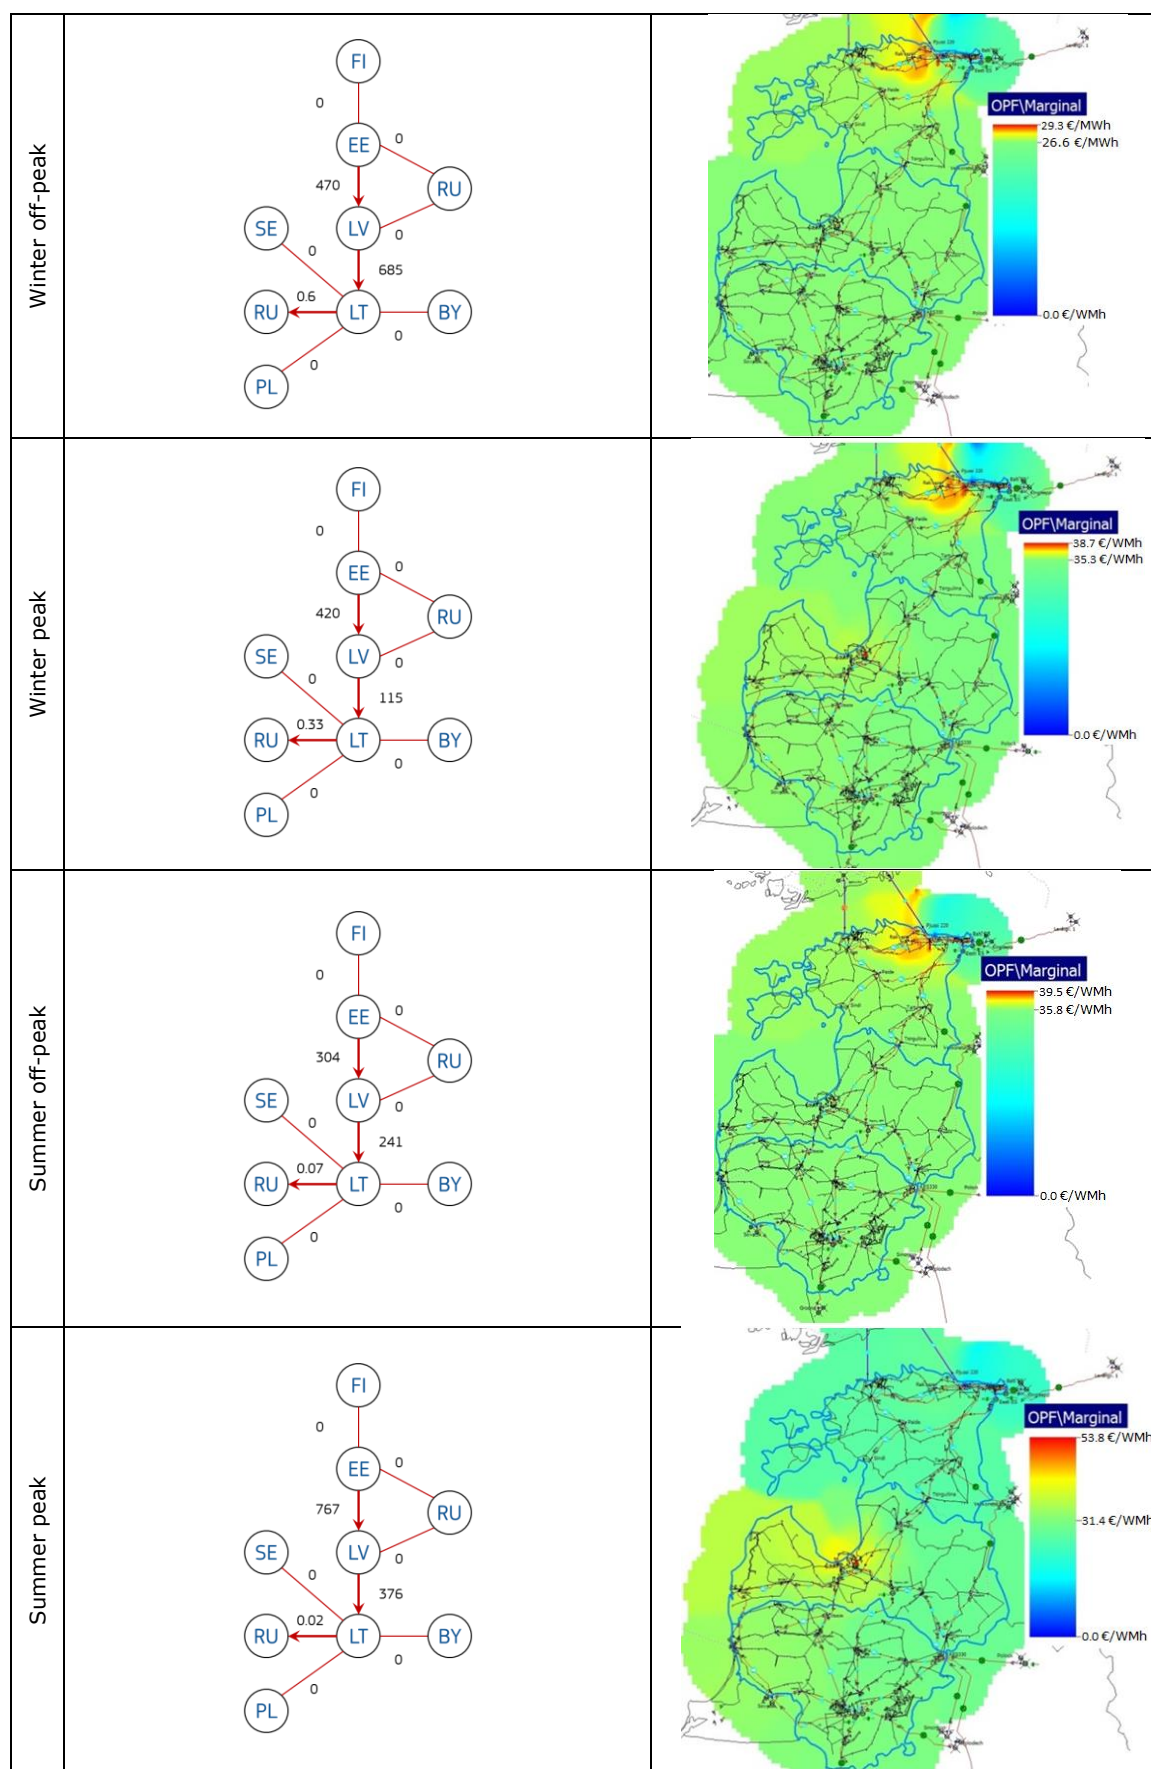 Winter off-peak
FI
0
EE
0
470
RU
SE
LV
0
0
685
0.6
RU
LT
BY
0
0
PL
OPF\Marginal
29.3 €/MWh
26.6 €/MWh
0.0 €/WMh
Winter peak
FI
0
EE
0
420
RU
SE
LV
0
0
115
0.33
RU
LT
BY
0
0
PL
OPF\Marginal
38.7 €/WMh
35.3 €/WMh
0.0 €/WMh
Summer off-peak
FI
0
EE
0
304
RU
SE
LV
0
0
241
0.07
RU
LT
BY
0
0
PL
OPF\Marginal
39.5 €/WMh
35.8 €/WMh
0.0 €/WMh
Summer peak
FI
0
EE
0
767
RU
SE
LV
0
0
376
0.02
RU
LT
BY
0
0
PL
OPF\Marginal
53.8 €/WMh
31.4 €/WMh
0.0 €/WMh